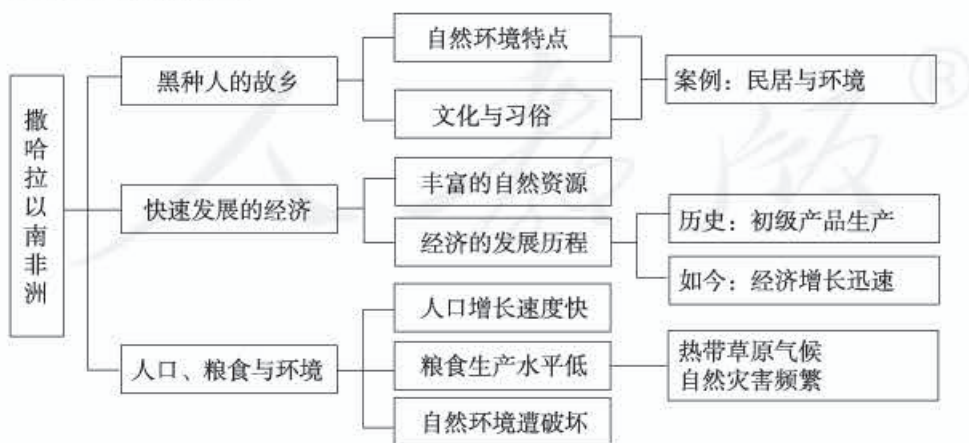 撒哈拉以南非洲
黑种人的故乡
自然环境特点
文化与习俗
案例：民居与环境
快速发展的经济
丰富的自然资源
经济的发展历程
历史：初级产品生产
如今：经济增长迅速
人口、粮食与环境
人口增长速度快
粮食生产水平低
热带草原气候
自然灾害频繁
自然环境遭破坏
®